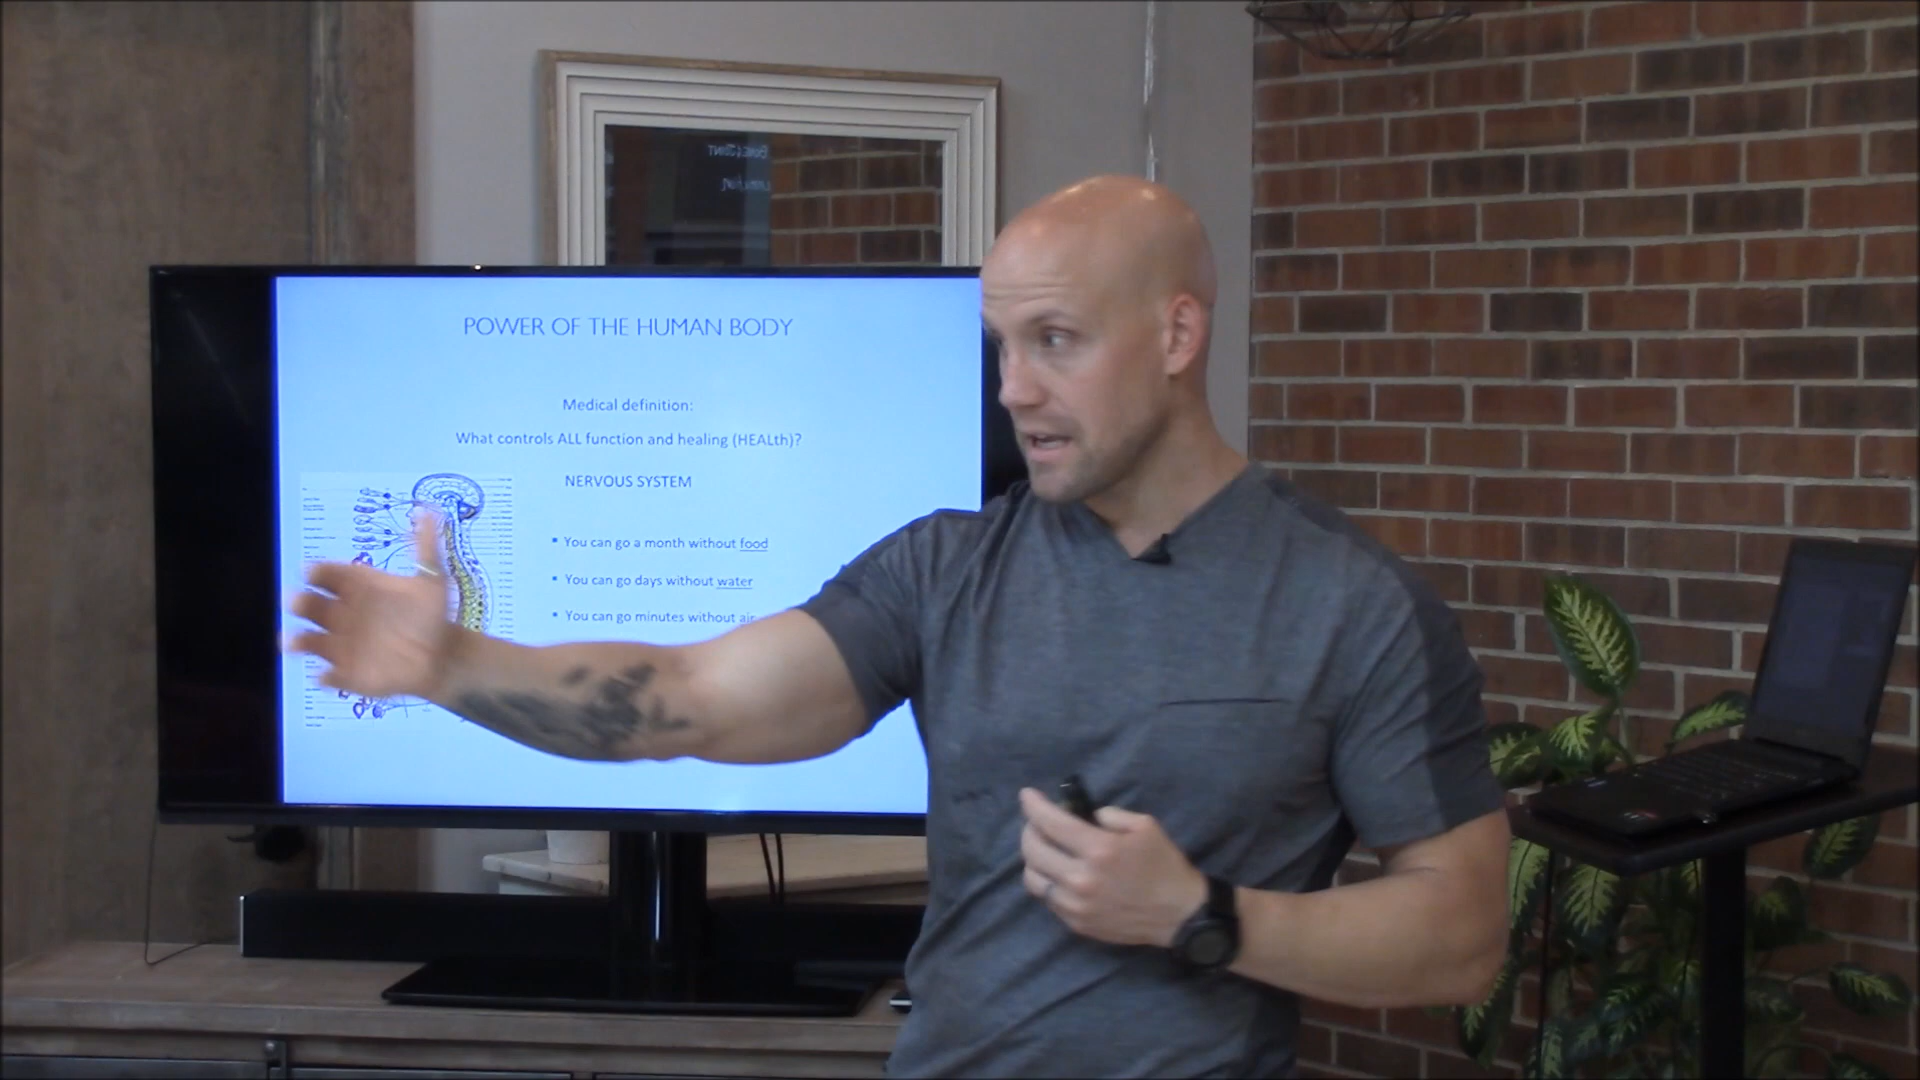 POWER OF THE HUMAN BODY
Medical definition:
What controls ALL function and healing (HEALth)?
NERVOUS SYSTEM
▪ You can go a month without food
▪ You can go days without water
▪ You can go minutes without air